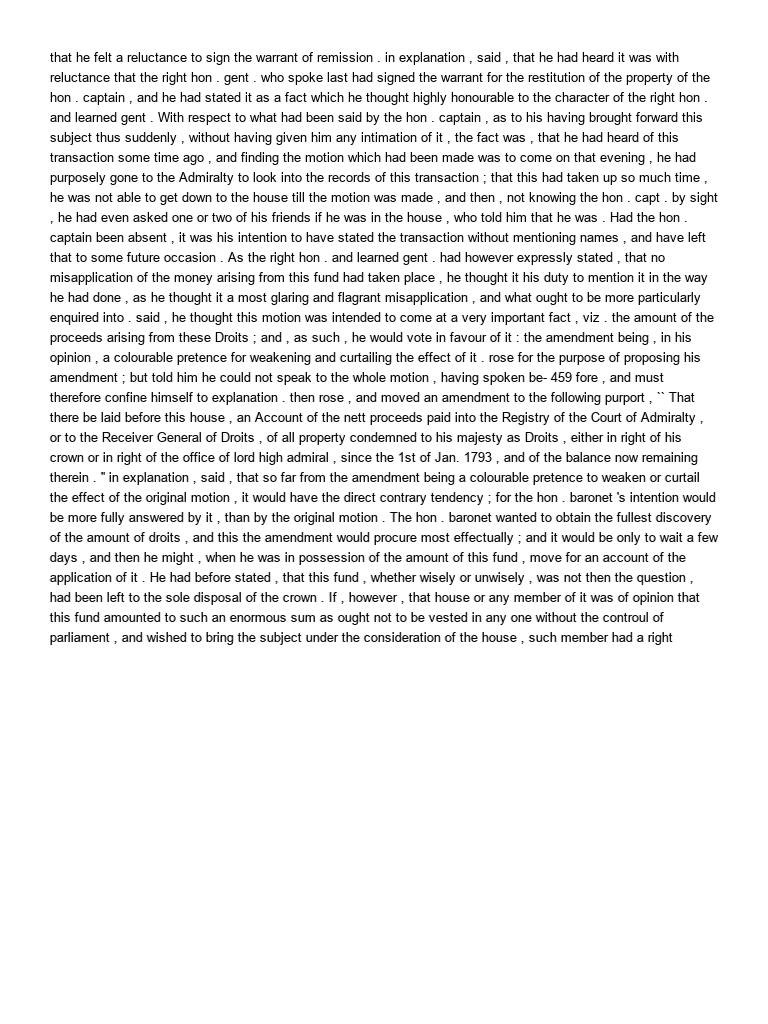 that he felt a reluctance to sign the warrant of remission . in explanation , said , that he had heard it was with
reluctance that the right hon . gent . who spoke last had signed the warrant for the restitution of the property of the
hon . captain , and he had stated it as a fact which he thought highly honourable to the character of the right hon .
and learned gent . With respect to what had been said by the hon . captain , as to his having brought forward this
subject thus suddenly , without having given him any intimation of it , the fact was , that he had heard of this
transaction some time ago , and finding the motion which had been made was to come on that evening , he had
purposely gone to the Admiralty to look into the records of this transaction ; that this had taken up so much time ,
he was not able to get down to the house till the motion was made , and then , not knowing the hon . capt . by sight
, he had even asked one or two of his friends if he was in the house , who told him that he was . Had the hon .
captain been absent , it was his intention to have stated the transaction without mentioning names , and have left
that to some future occasion . As the right hon . and learned gent . had however expressly stated , that no
misapplication of the money arising from this fund had taken place , he thought it his duty to mention it in the way
he had done , as he thought it a most glaring and flagrant misapplication , and what ought to be more particularly
enquired into . said , he thought this motion was intended to come at a very important fact , viz . the amount of the
proceeds arising from these Droits ; and , as such , he would vote in favour of it : the amendment being , in his
opinion , a colourable pretence for weakening and curtailing the effect of it . rose for the purpose of proposing his
amendment ; but told him he could not speak to the whole motion , having spoken be- 459 fore , and must
therefore confine himself to explanation . then rose , and moved an amendment to the following purport , `` That
there be laid before this house , an Account of the nett proceeds paid into the Registry of the Court of Admiralty ,
or to the Receiver General of Droits , of all property condemned to his majesty as Droits , either in right of his
crown or in right of the office of lord high admiral , since the 1st of Jan. 1793 , and of the balance now remaining
therein . " in explanation , said , that so far from the amendment being a colourable pretence to weaken or curtail
the effect of the original motion , it would have the direct contrary tendency ; for the hon . baronet 's intention would
be more fully answered by it , than by the original motion . The hon . baronet wanted to obtain the fullest discovery
of the amount of droits , and this the amendment would procure most effectually ; and it would be only to wait a few
days , and then he might , when he was in possession of the amount of this fund , move for an account of the
application of it . He had before stated , that this fund , whether wisely or unwisely , was not then the question ,
had been left to the sole disposal of the crown . If , however , that house or any member of it was of opinion that
this fund amounted to such an enormous sum as ought not to be vested in any one without the controul of
parliament , and wished to bring the subject under the consideration of the house , such member had a right